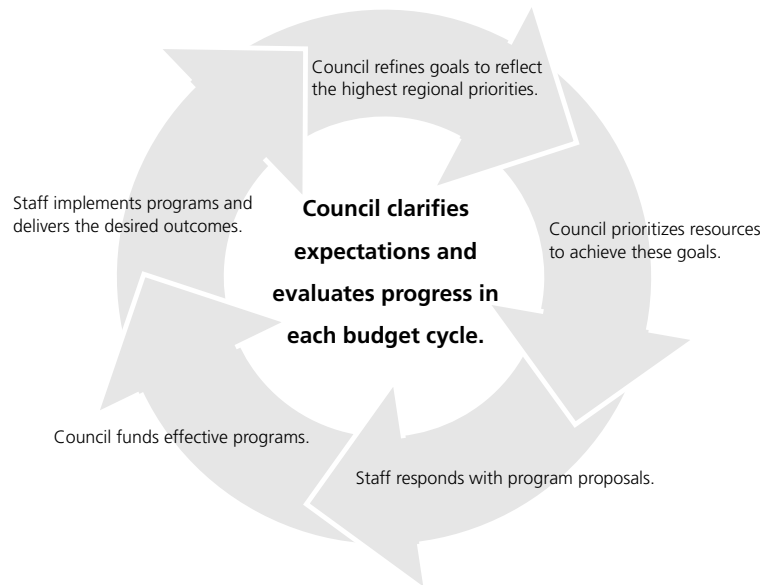 Council refines goals to reflect
the highest regional priorities.
Council prioritizes resources
to achieve these goals.
Staff responds with program proposals.
Council funds effective programs.
Staff implements programs and
delivers the desired outcomes.
Council clarifies
expectations and
evaluates progress in
each budget cycle.